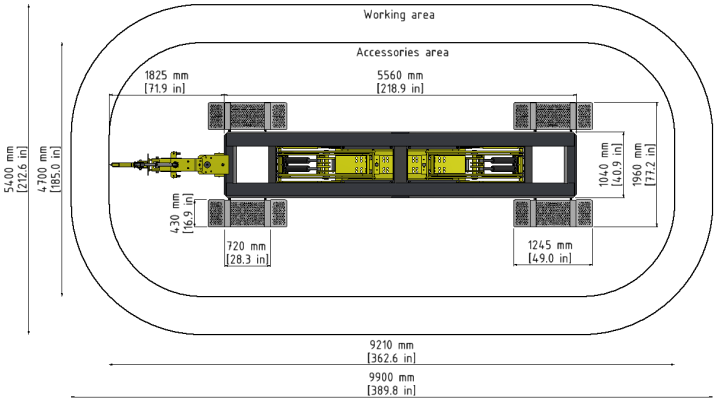 Working area
Accessories area
1825 mm
[71.9 in]
5560 mm
[218.9 in]
5400 mm
[212.6 in]
4700 mm
[185.0 in]
1040 mm
[40.9 in]
1960 mm
[77.2 in]
430 mm
[16.9 in]
720 mm
[28.3 in]
1245 mm
[49.0 in]
9210 mm
[362.6 in]
9900 mm
[389.8 in]